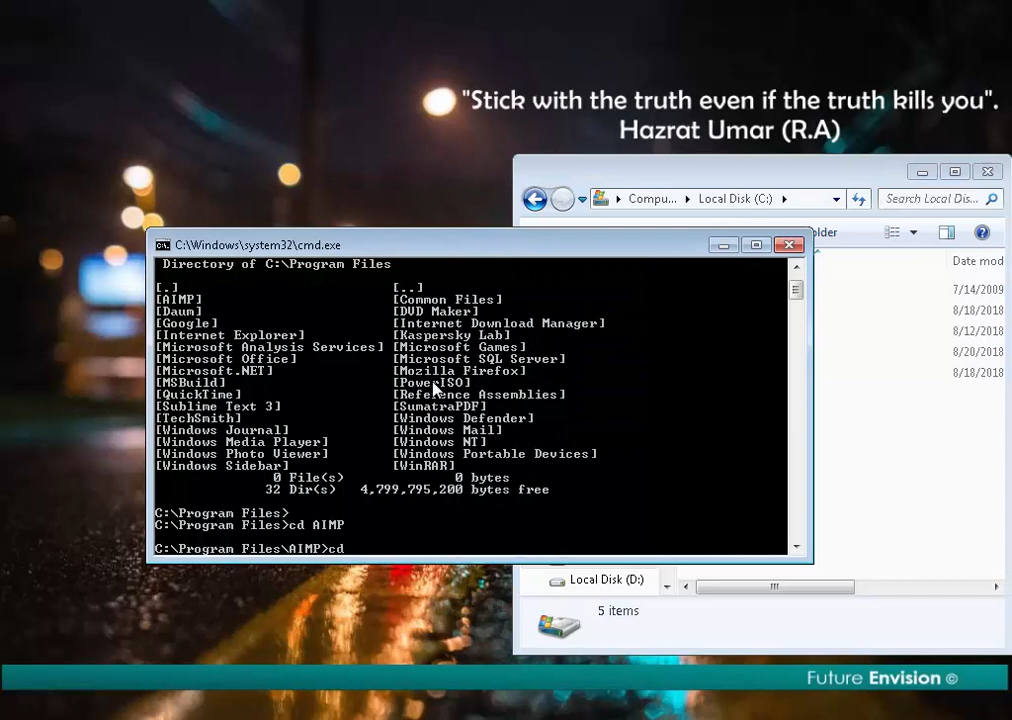 "Stick with the truth even if the truth kills you".
Hazrat Umar (R.A)
Compu...
Local Disk (C:)
Search Local Dis...
older
Date mod
7/14/2009
8/18/2018
8/12/2018
8/20/2018
8/18/2018
C:\Windows\system32\cmd.exe
Directory of C:\Program Files
[.] [..]
[AIMP] [Common Files]
[Daum] [DVD Maker]
[Google] [Internet Download Manager]
[Internet Explorer] [Kaspersky Lab]
[Microsoft Analysis Services] [Microsoft Games]
[Microsoft Office] [Microsoft SQL Server]
[Microsoft.NET] [Mozilla Firefox]
[MSBuild] [PowerISO]
[QuickTime] [Reference Assemblies]
[Sublime Text 3] [SumatraPDF]
[TechSmith] [Windows Defender]
[Windows Journal] [Windows Mail]
[Windows Media Player] [Windows NT]
[Windows Photo Viewer] [Windows Portable Devices]
[Windows Sidebar] [WinRAR]
0 File(s) 0 bytes
32 Dir(s) 4,799,795,200 bytes free
C:\Program Files>
C:\Program Files>cd AIMP
C:\Program Files\AIMP>cd
Local Disk (D:)
5 items
Future Envision ©